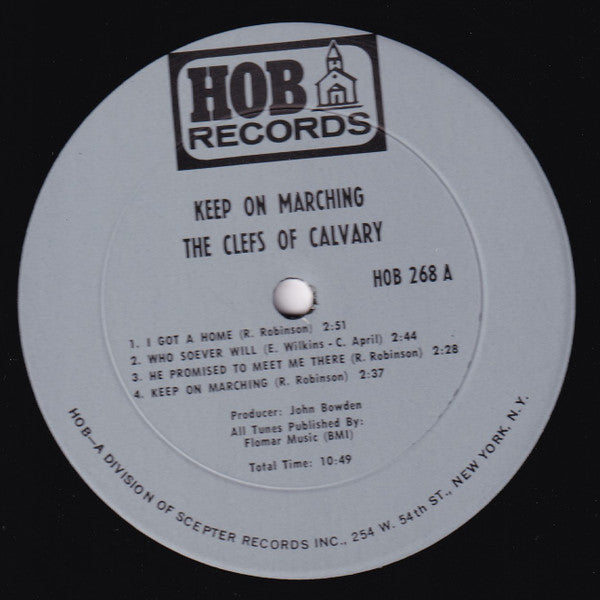 HOB
RECORDS
KEEP ON MARCHING
THE CLEFS OF CALVARY
HOB 268 A
1. I GOT A HOME (R. Robinson) 2:51
2. WHO SOEVER WILL (E. Wilkins - C. April) 2:44
3. HE PROMISED TO MEET ME THERE (R. Robinson) 2:28
4. KEEP ON MARCHING (R. Robinson) 2:37
Producer: John Bowden
All Tunes Published By:
Flomar Music (BMI)
Total Time: 10:49
HOB—A DIVISION OF SCEPTER RECORDS INC., 254 W. 54th ST., NEW YORK, N.Y.